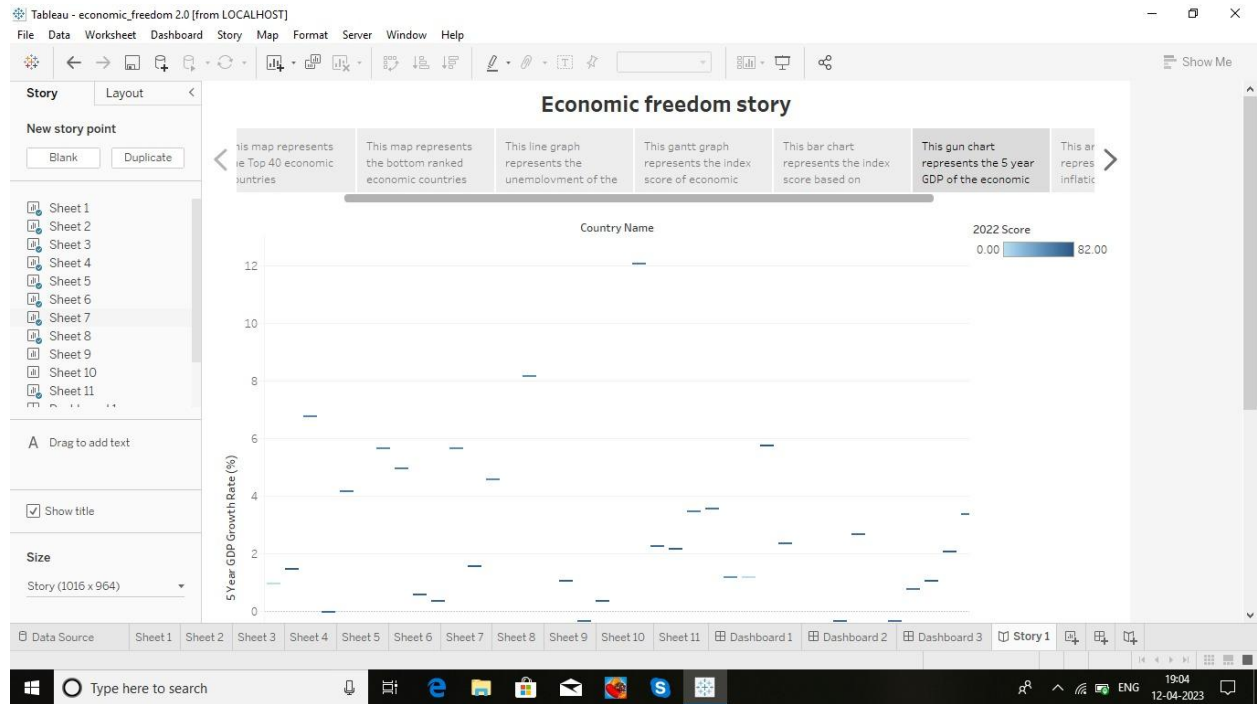 Tableau - economic_freedom 2.0 [from LOCALHOST]
File Data Worksheet Dashboard Story Map Format Server Window Help
Show Me
Story Layout
New story point
Blank Duplicate
Sheet 1
Sheet 2
Sheet 3
Sheet 4
Sheet 5
Sheet 6
Sheet 7
Sheet 8
Sheet 9
Sheet 10
Sheet 11
A Drag to add text
Show title
Size
Story (1016 x 964)
Economic freedom story
his map represents
e Top 40 economic
untries
This map represents
the bottom ranked
economic countries
This line graph
represents the
unemployment of the
This gantt graph
represents the index
score of economic
This bar chart
represents the index
score based on
This gun chart
represents the 5 year
GDP of the economic
This ar
repres
inflatic
Country Name
2022 Score
0.00 82.00
5 Year GDP Growth Rate (%)
12
10
8
6
4
2
0
Data Source Sheet 1 Sheet 2 Sheet 3 Sheet 4 Sheet 5 Sheet 6 Sheet 7 Sheet 8 Sheet 9 Sheet 10 Sheet 11 Dashboard 1 Dashboard 2 Dashboard 3 Story 1
Type here to search
ENG
19:04
12-04-2023